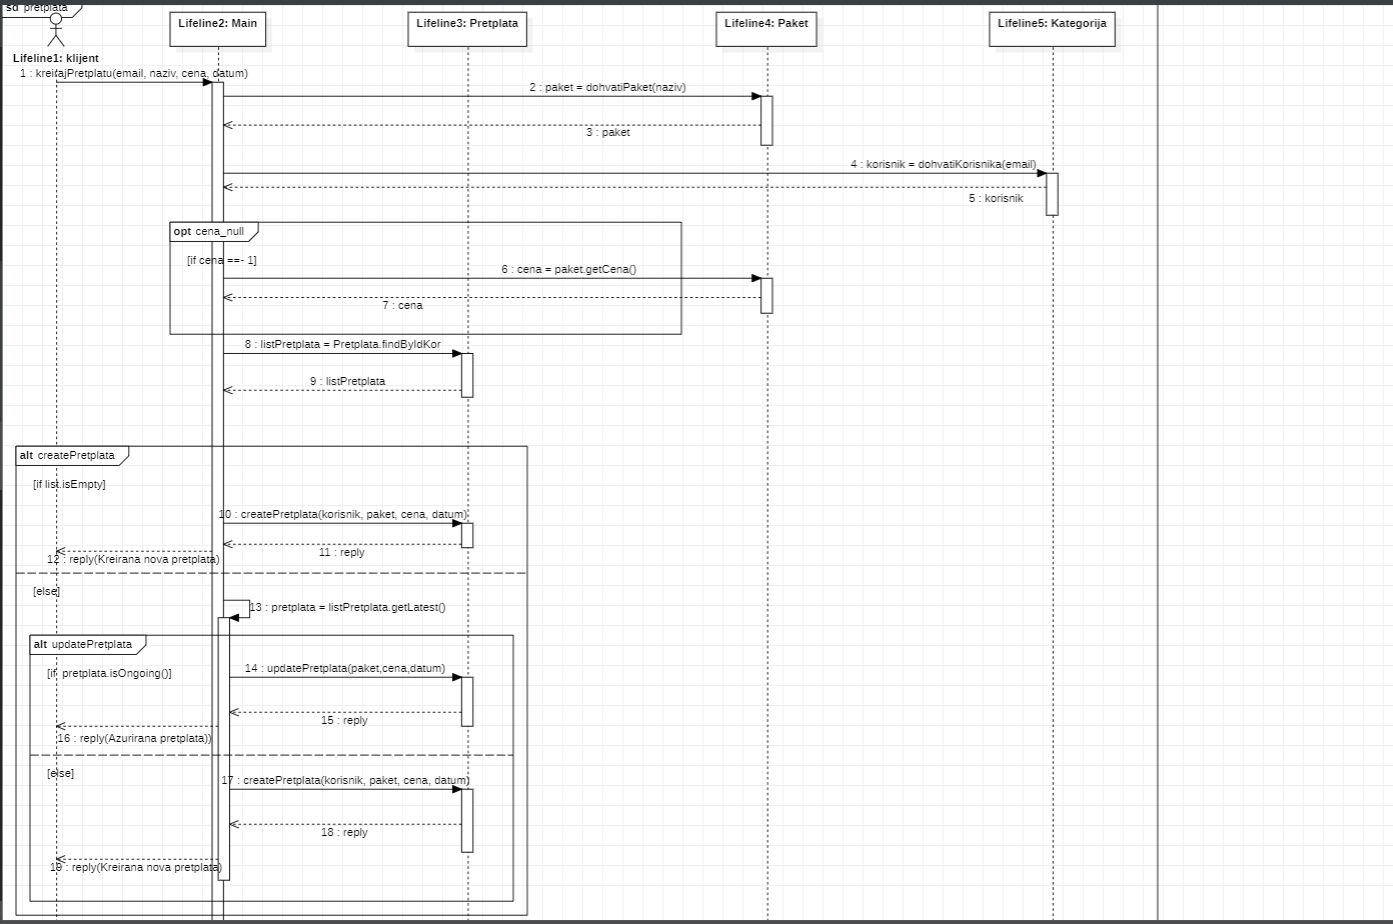 sd pretplata
Lifeline2: Main
Lifeline3: Pretplata
Lifeline4: Paket
Lifeline5: Kategorija
Lifeline1: klijent
1 : kreirajPretplatu(email, naziv, cena, datum)
2 : paket = dohvatiPaket(naziv)
3 : paket
4 : korisnik = dohvatiKorisnika(email)
5 : korisnik
opt cena_null
[if cena ==- 1]
6 : cena = paket.getCena()
7 : cena
8 : listPretplata = Pretplata.findByIdKor
9 : listPretplata
alt createPretplata
[if list.isEmpty]
10 : createPretplata(korisnik, paket, cena, datum)
11 : reply
12 : reply(Kreirana nova pretplata)
[else]
13 : pretplata = listPretplata.getLatest()
alt updatePretplata
[if pretplata.isOngoing()]
14 : updatePretplata(paket,cena,datum)
15 : reply
16 : reply(Azurirana pretplata))
[else]
17 : createPretplata(korisnik, paket, cena, datum)
18 : reply
19 : reply(Kreirana nova pretplata)